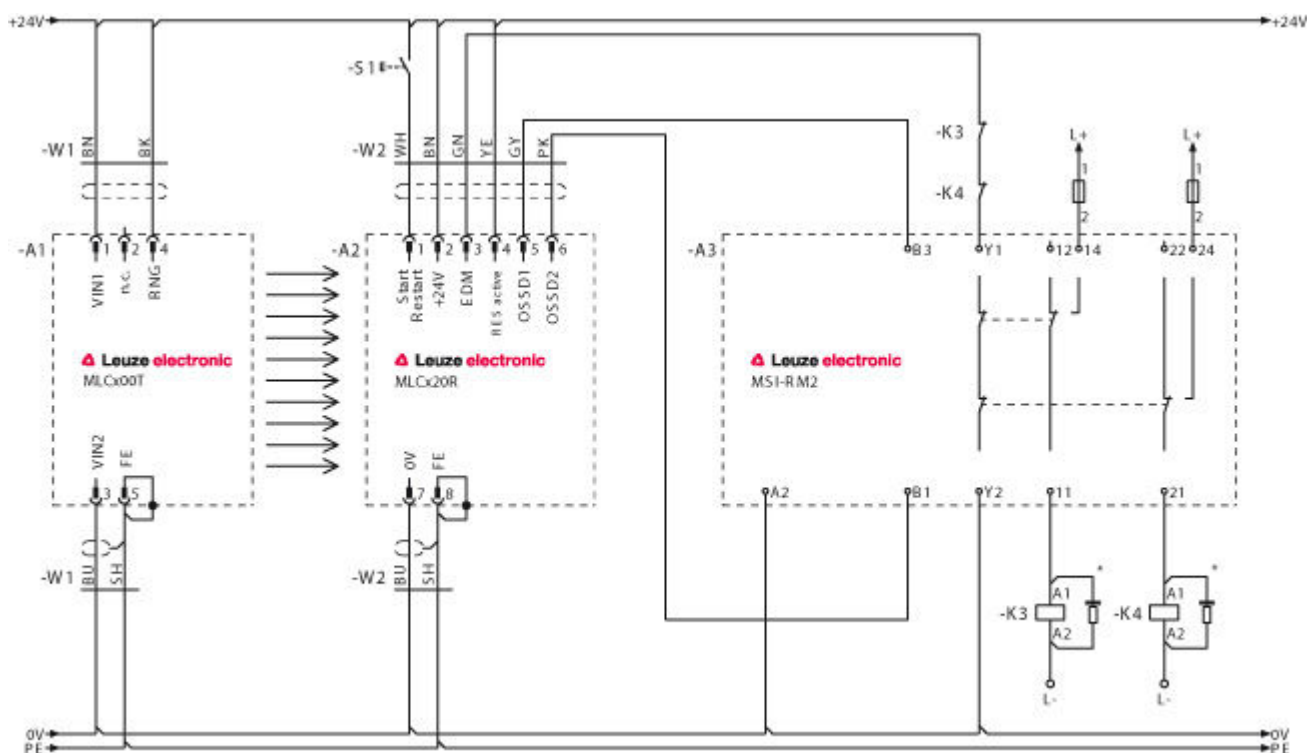 +24V +24V
-S1
-W1 BN BK
-W2 WH BN GN YE GY PK
-K3
-K4
L+ L+
1 1
2 2
-A1 1 2 4
-A2 1 2 3 4 5 6
-A3 B3 Y1 12 14 22 24
VIN1 n.c. RNG
Start Restart +24V EDM RES active OSSD1 OSSD2
Leuze electronic
MLCx00T
Leuze electronic
MLCx20R
Leuze electronic
MSI-RM2
VIN2 FE
0V FE
3 5
7 8
A2 B1 Y2 11 21
-W1 BU SH
-W2 BU SH
* *
-K3 A1 A2
-K4 A1 A2
L- L-
0V 0V
PE PE